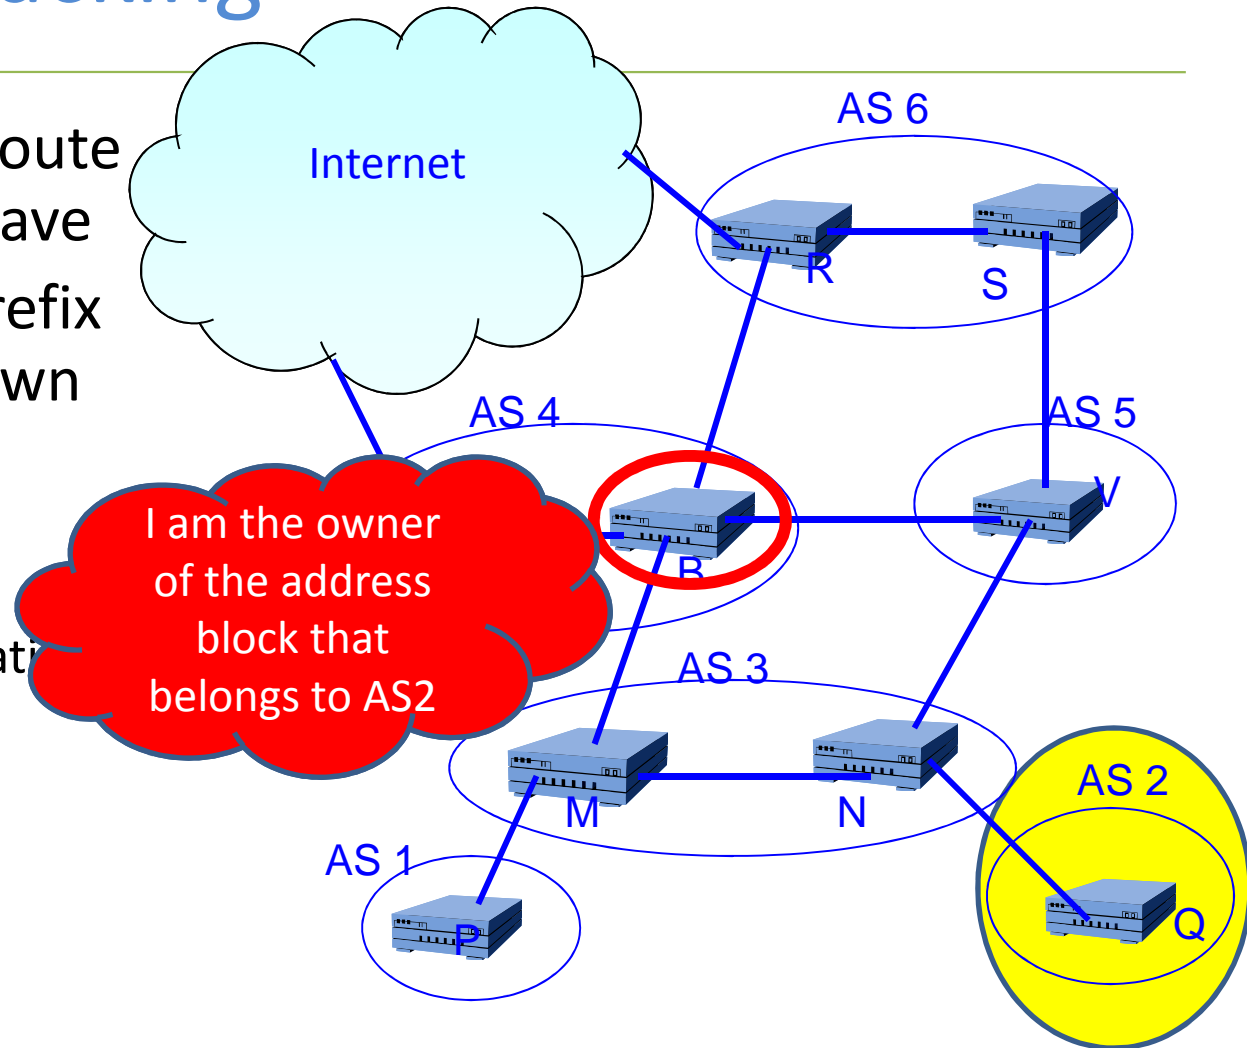 AS 6
oute
Internet
ave
R
S
refix
wn
AS 4
AS 5
V
I am the owner
of the address
B
block that
ati
belongs to AS2
AS 3
AS 2
M
N
AS 1
P
Q